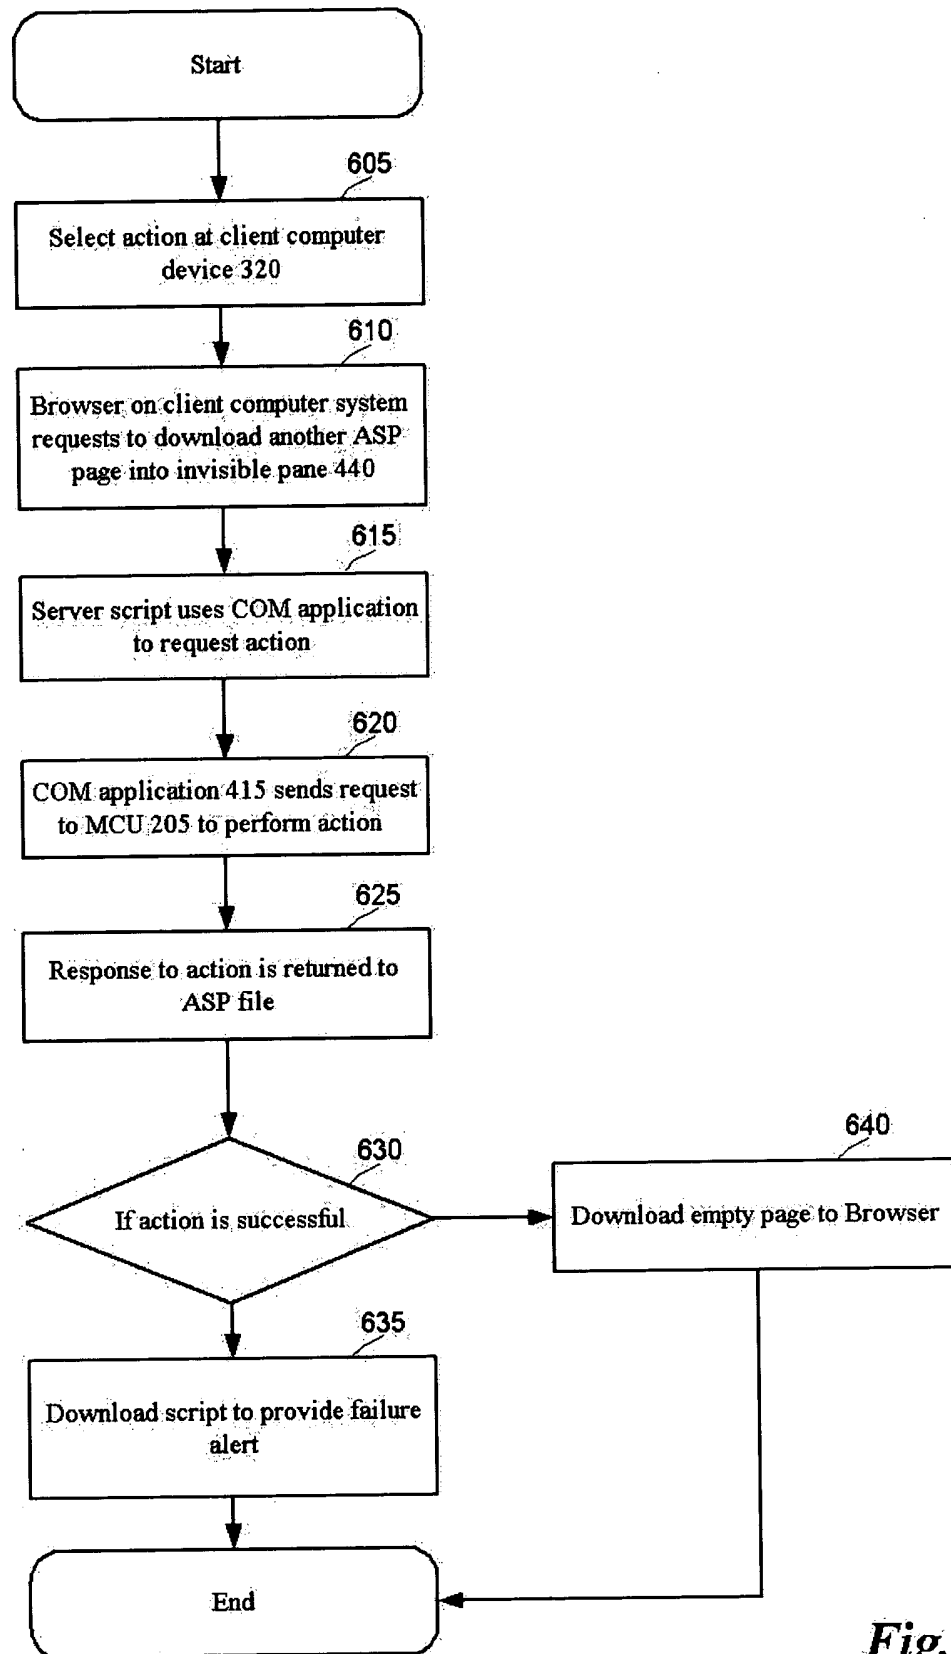 Start
605
Select action at client computer
device 320
610
Browser on client computer system
requests to download another ASP
page into invisible pane 440
615
Server script uses COM application
to request action
620
COM application 415 sends request
to MCU 205 to perform action
625
Response to action is returned to
ASP file
630
If action is successful
640
Download empty page to Browser
635
Download script to provide failure
alert
End
Fig.